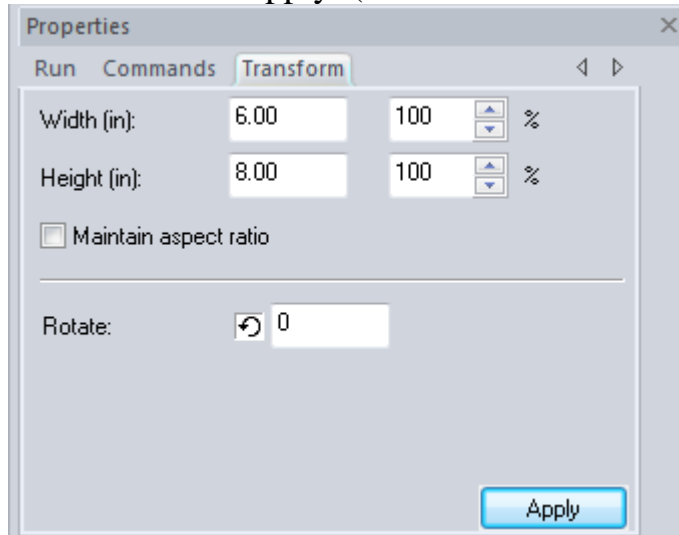 Properties
Run Commands Transform
Width (in): 6.00 100 %
Height (in): 8.00 100 %
Maintain aspect ratio
Rotate: 0
Apply